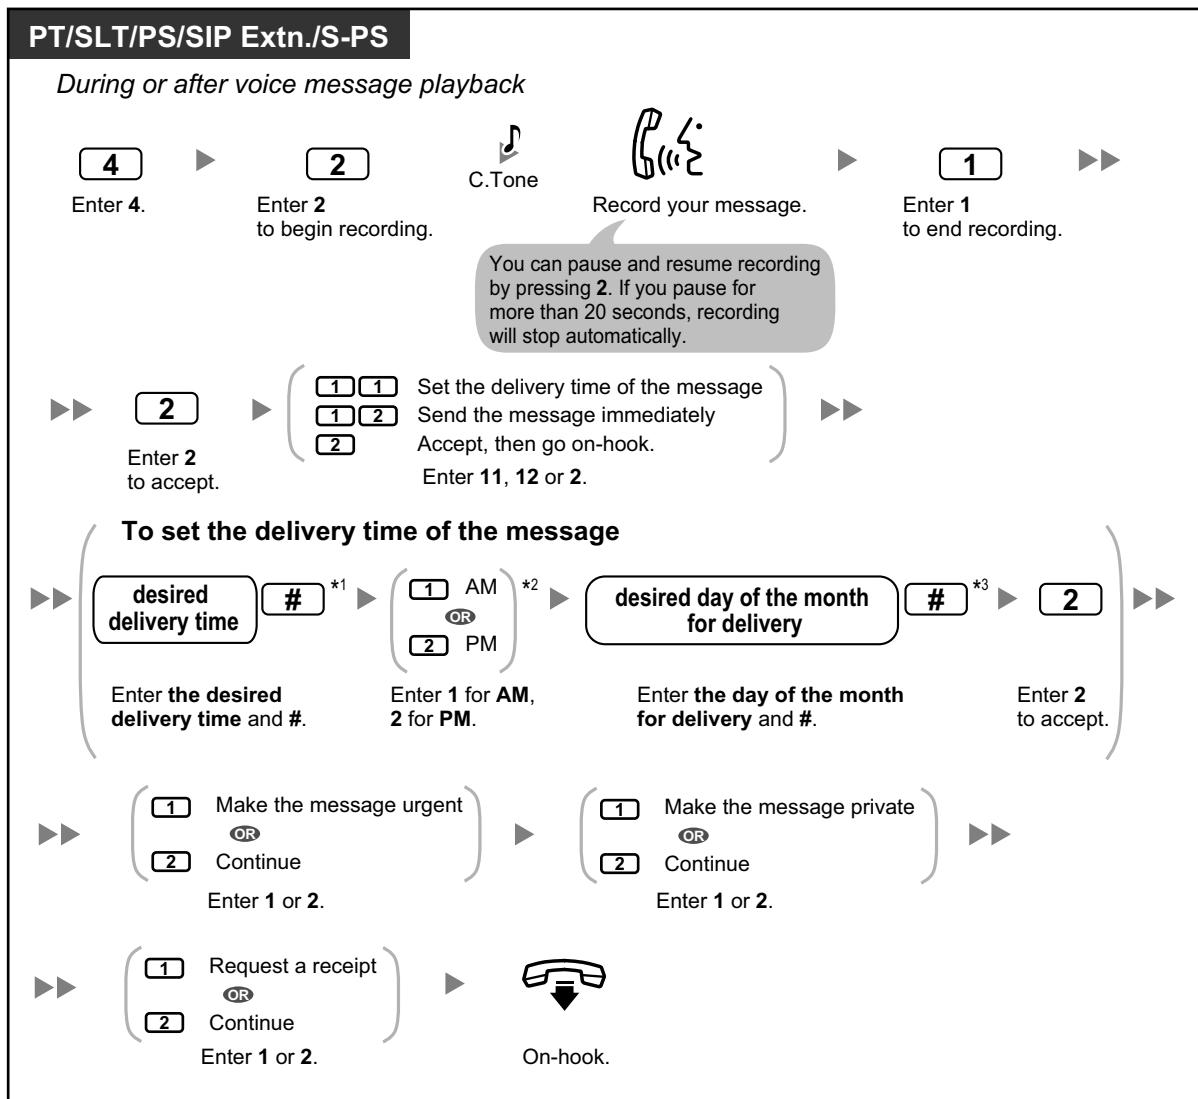 PT/SLT/PS/SIP Extn./S-PS
During or after voice message playback
4
Enter 4.
2
Enter 2
to begin recording.
C.Tone
Record your message.
You can pause and resume recording
by pressing 2. If you pause for
more than 20 seconds, recording
will stop automatically.
1
Enter 1
to end recording.
2
Enter 2
to accept.
1 1 Set the delivery time of the message
1 2 Send the message immediately
2 Accept, then go on-hook.
Enter 11, 12 or 2.
To set the delivery time of the message
desired
delivery time
# *1
Enter the desired
delivery time and #.
1 AM *2
OR
2 PM
Enter 1 for AM,
2 for PM.
desired day of the month
for delivery
# *3
Enter the day of the month
for delivery and #.
2
Enter 2
to accept.
1 Make the message urgent
OR
2 Continue
Enter 1 or 2.
1 Make the message private
OR
2 Continue
Enter 1 or 2.
1 Request a receipt
OR
2 Continue
Enter 1 or 2.
On-hook.